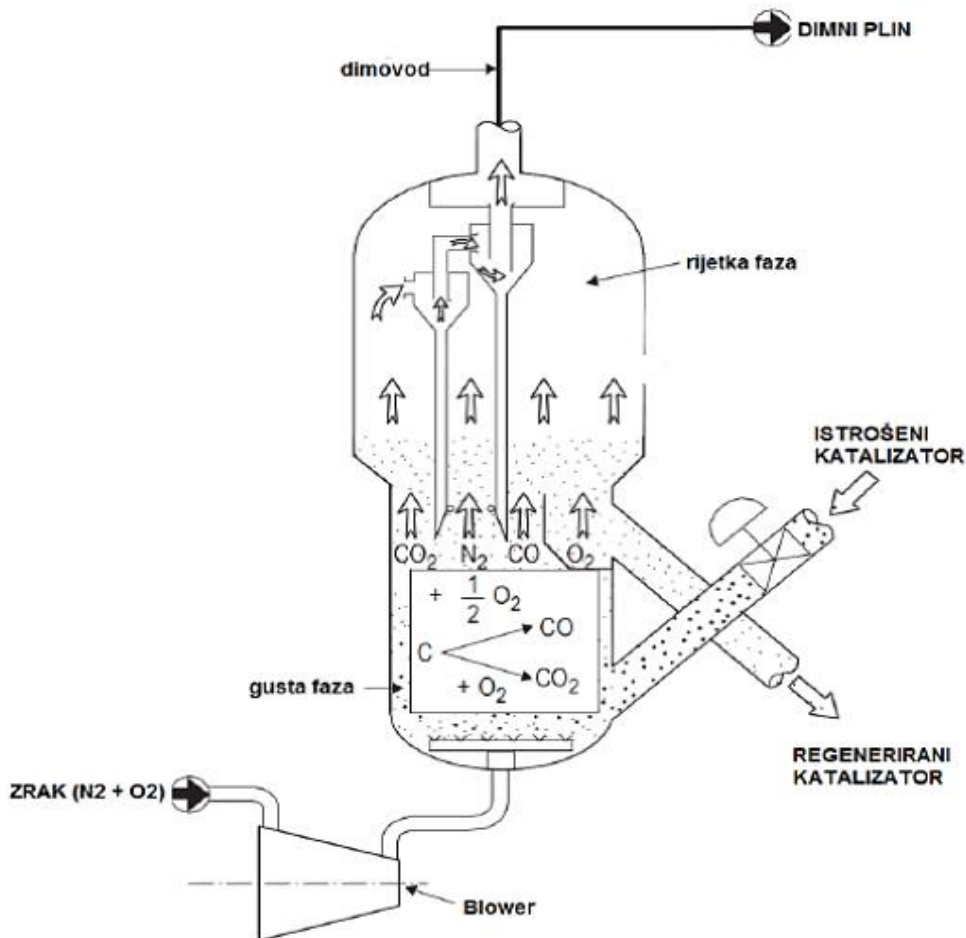 DIMNI PLIN
dimovod
rijetka faza
ISTROŠENI
KATALIZATOR
CO₂ N₂ CO O₂
+ 1/2 O₂
CO
C
CO₂
+ O₂
gusta faza
REGENERIRANI
KATALIZATOR
ZRAK (N2 + O2)
Blower